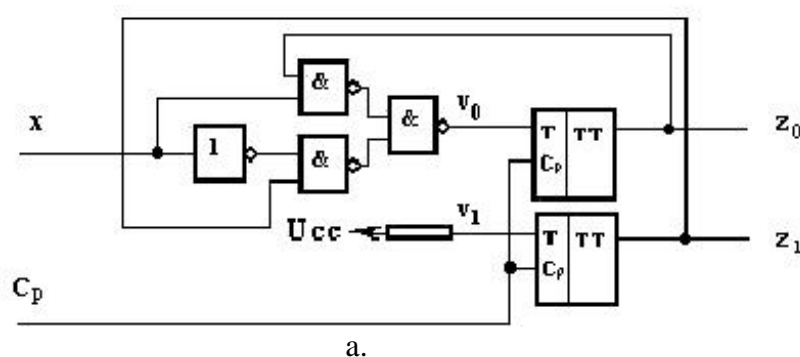 &
x
1
&
&
v₀
T TT
Cₚ
z₀
Ucc
v₁
T TT
Cₚ
z₁
Cₚ
a.